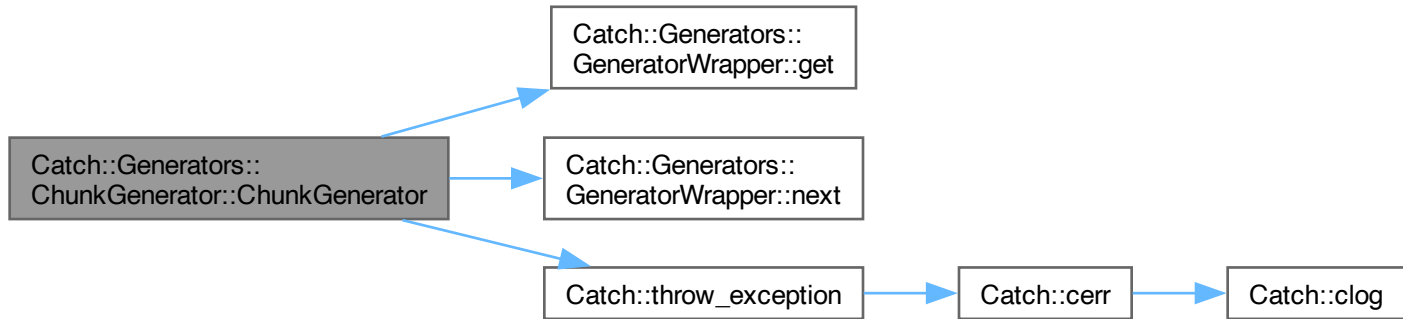 Catch::Generators::
GeneratorWrapper::get
Catch::Generators::
ChunkGenerator::ChunkGenerator
Catch::Generators::
GeneratorWrapper::next
Catch::throw_exception
Catch::cerr
Catch::clog